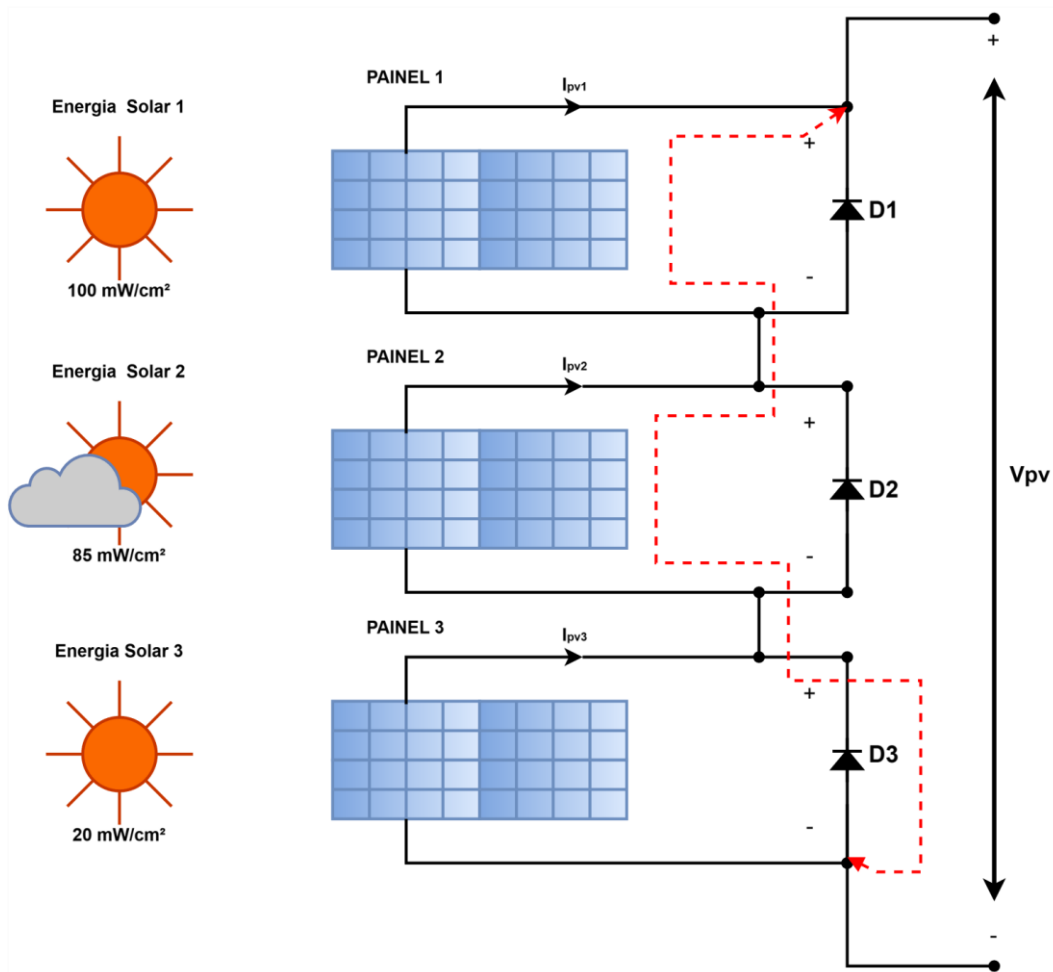 PAINEL 1
Energia Solar 1
100 mW/cm²
Ipv1
+
-
D1
+
PAINEL 2
Energia Solar 2
85 mW/cm²
Ipv2
+
-
D2
Vpv
PAINEL 3
Energia Solar 3
20 mW/cm²
Ipv3
+
-
D3
-